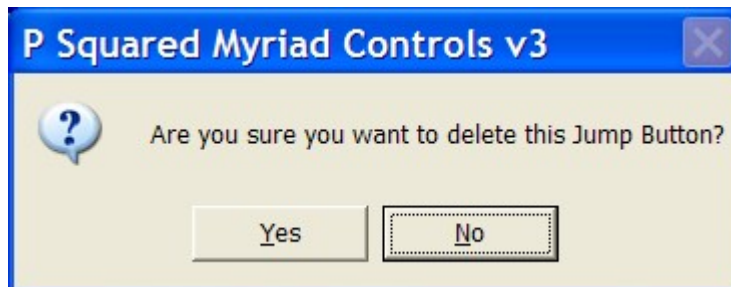 P Squared Myriad Controls v3
Are you sure you want to delete this Jump Button?
Yes No